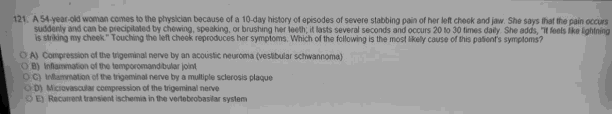 121. A 54-year-old woman comes to the physician because of a 10-day history of episodes of severe stabbing pain of her left cheek and jaw. She says that the pain occurs
suddenly and can be precipitated by chewing, speaking, or brushing her teeth; it lasts several seconds and occurs 20 to 30 times daily. She adds, "It feels like lightning
is striking my cheek." Touching the left cheek reproduces her symptoms. Which of the following is the most likely cause of this patient's symptoms?
A) Compression of the trigeminal nerve by an acoustic neuroma (vestibular schwannoma)
B) Inflammation of the temporomandibular joint
C) Inflammation of the trigeminal nerve by a multiple sclerosis plaque
D) Microvascular compression of the trigeminal nerve
E) Recurrent transient ischemia in the vertebrobasilar system